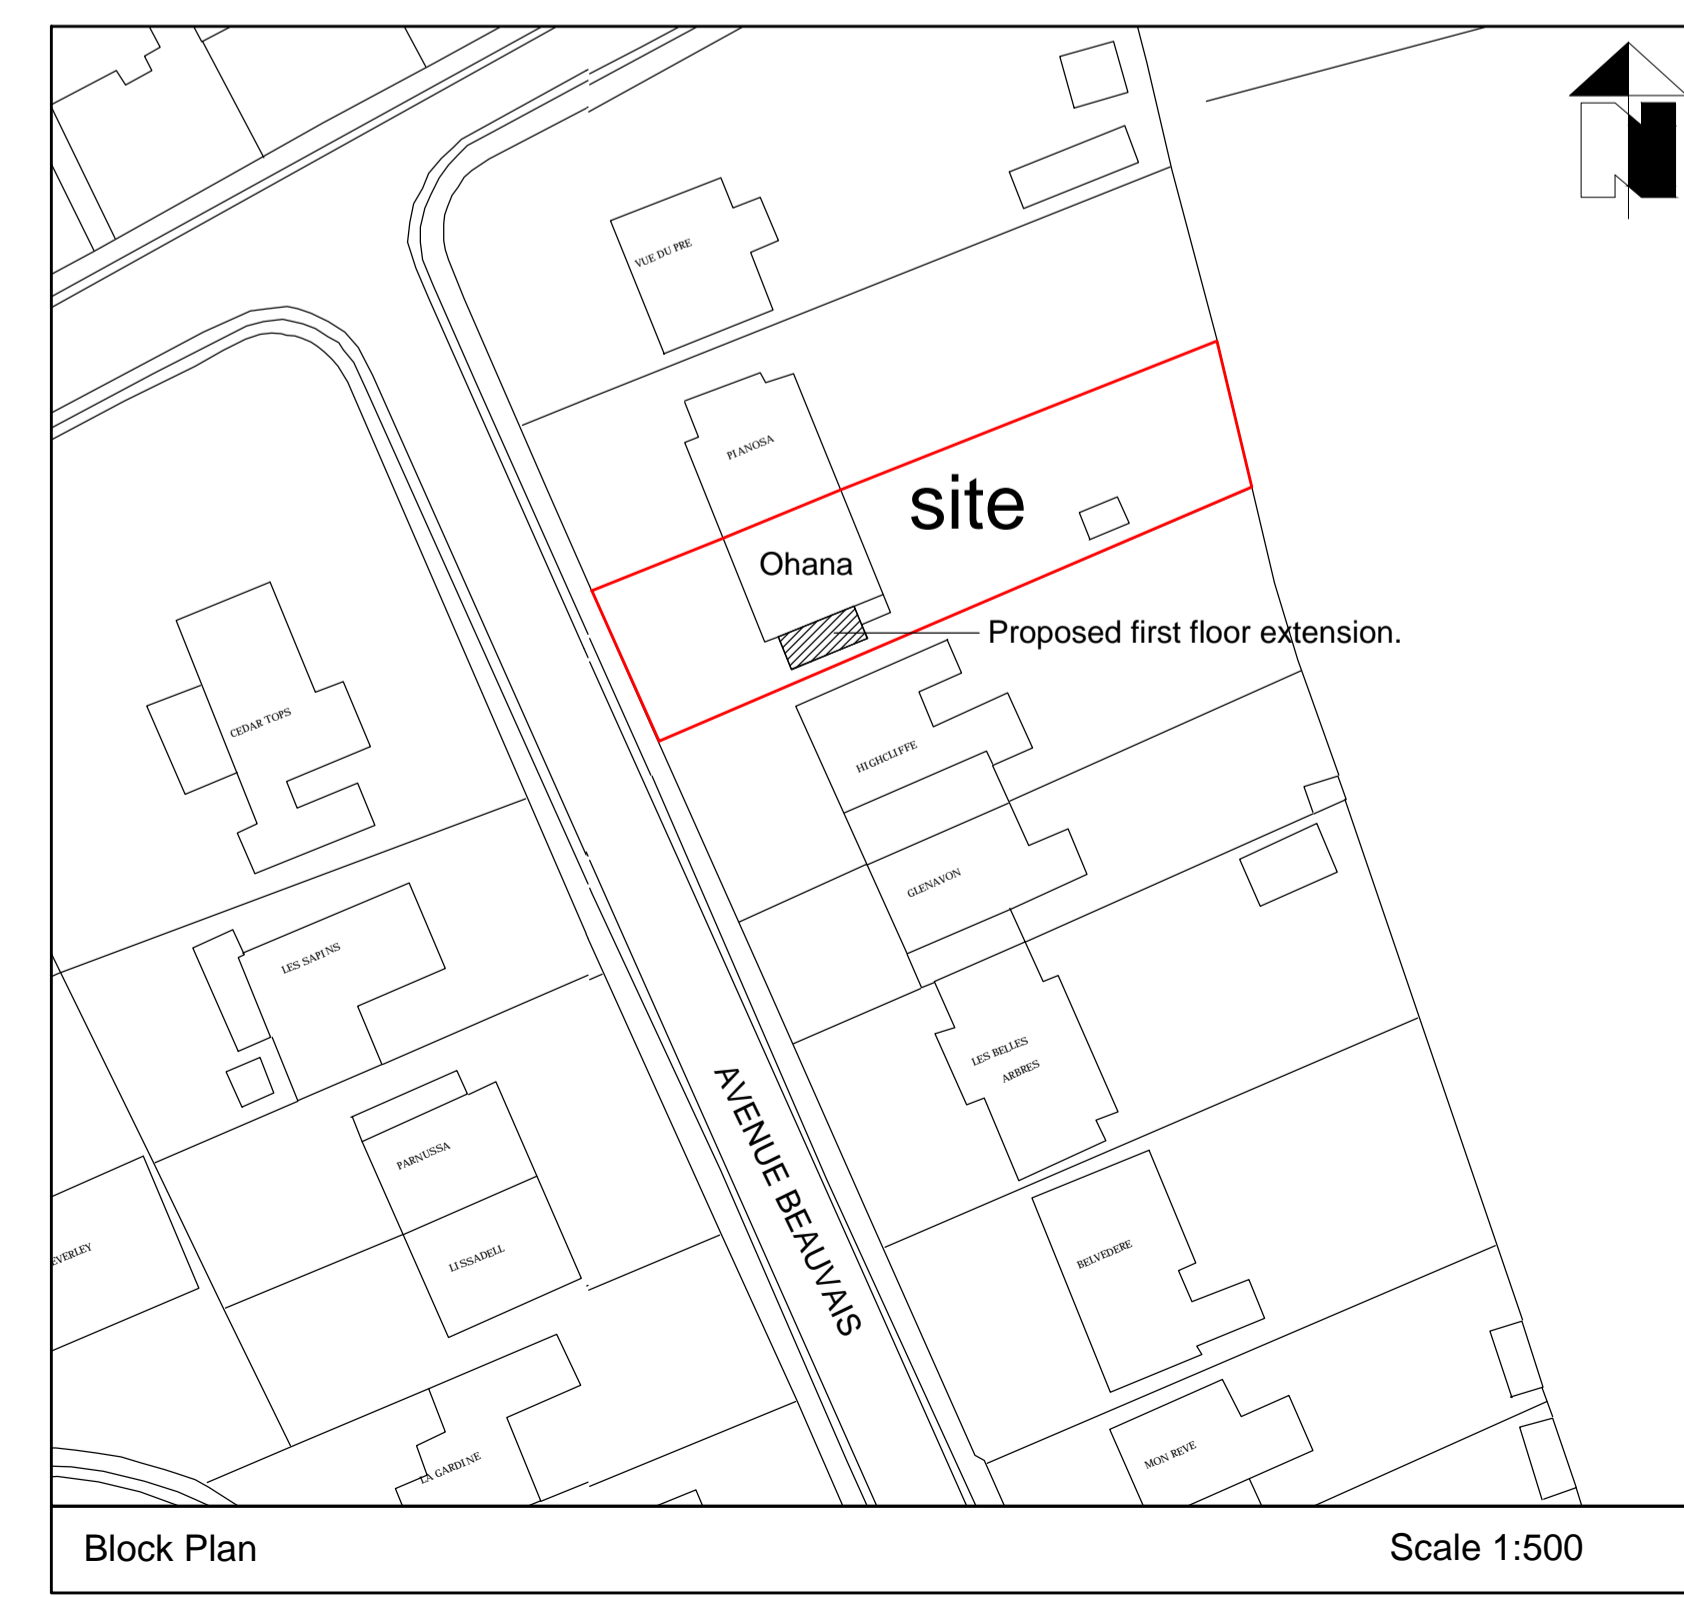 VUE DU PRE
PIANOSA
site
Ohana
Proposed first floor extension.
CEDAR TOPS
HIGHCLIFFE
GLENAVON
LES SAPINS
LES BELLES
ARBRES
AVENUE BEAUVAIS
PARNUSSA
LISSADELL
EVERLEY
BELVEDERE
MON REVE
LA GARDINE
Block Plan
Scale 1:500